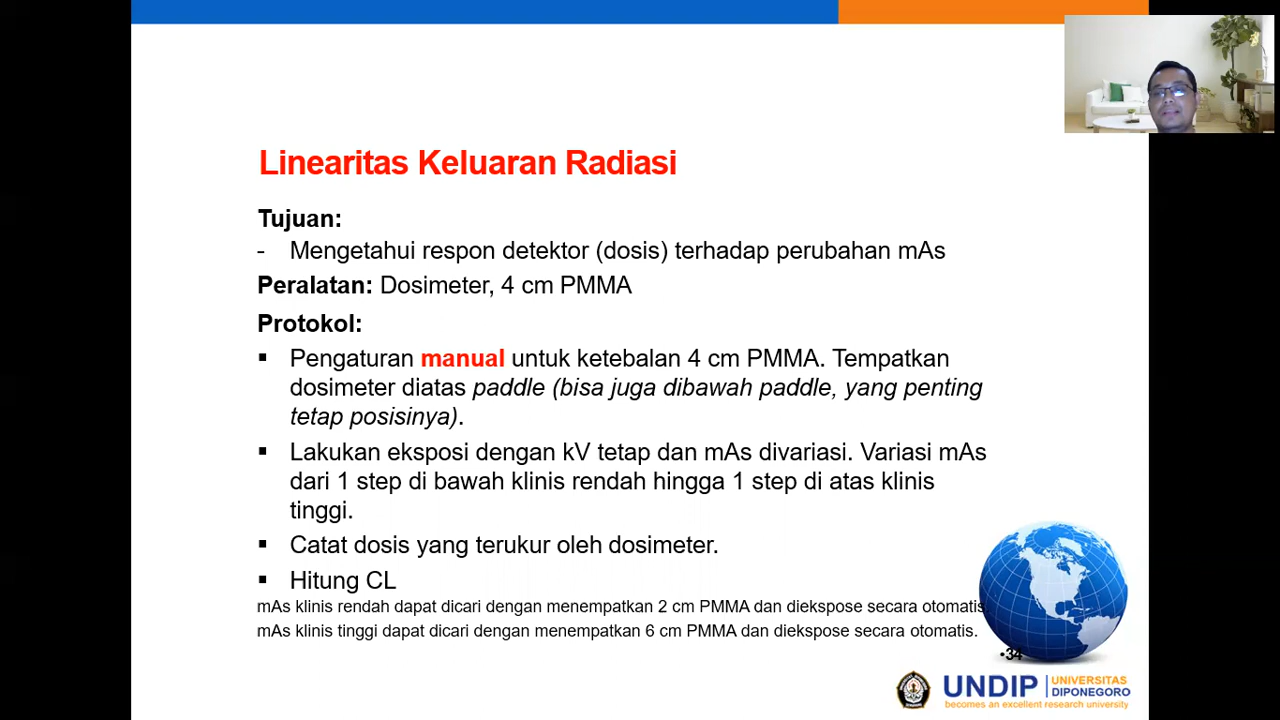 Linearitas Keluaran Radiasi
Tujuan:
- Mengetahui respon detektor (dosis) terhadap perubahan mAs
Peralatan: Dosimeter, 4 cm PMMA
Protokol:
▪ Pengaturan manual untuk ketebalan 4 cm PMMA. Tempatkan
dosimeter diatas paddle (bisa juga dibawah paddle, yang penting
tetap posisinya).
▪ Lakukan eksposi dengan kV tetap dan mAs divariasi. Variasi mAs
dari 1 step di bawah klinis rendah hingga 1 step di atas klinis
tinggi.
▪ Catat dosis yang terukur oleh dosimeter.
▪ Hitung CL
mAs klinis rendah dapat dicari dengan menempatkan 2 cm PMMA dan diekspose secara otomatis.
mAs klinis tinggi dapat dicari dengan menempatkan 6 cm PMMA dan diekspose secara otomatis.
•34
UNDIP UNIVERSITAS
DIPONEGORO
becomes an excellent research university